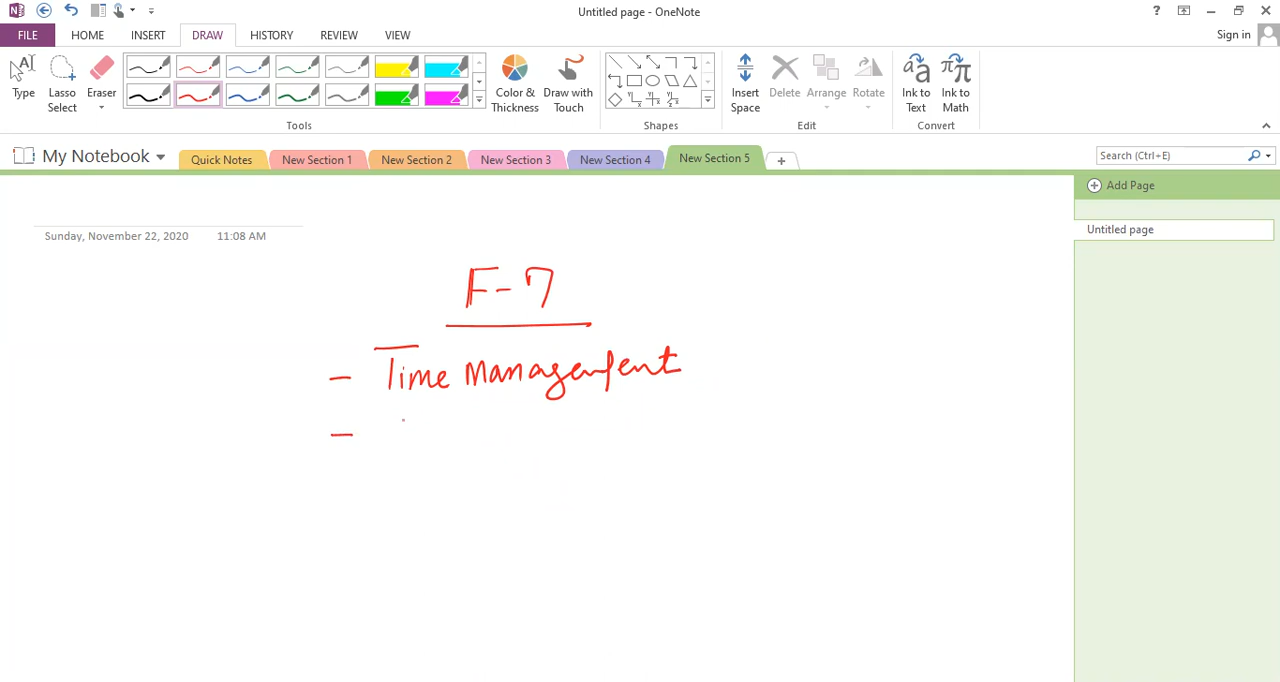 Untitled page - OneNote
?
FILE HOME INSERT DRAW HISTORY REVIEW VIEW Sign in
Type Lasso Select Eraser Color & Thickness Draw with Touch Insert Space Delete Arrange Rotate Ink to Text Ink to Math
Tools Shapes Edit Convert
My Notebook Quick Notes New Section 1 New Section 2 New Section 3 New Section 4 New Section 5 + Search (Ctrl+E)
Add Page
Untitled page
Sunday, November 22, 2020 11:08 AM
F-7
- Time Management
-